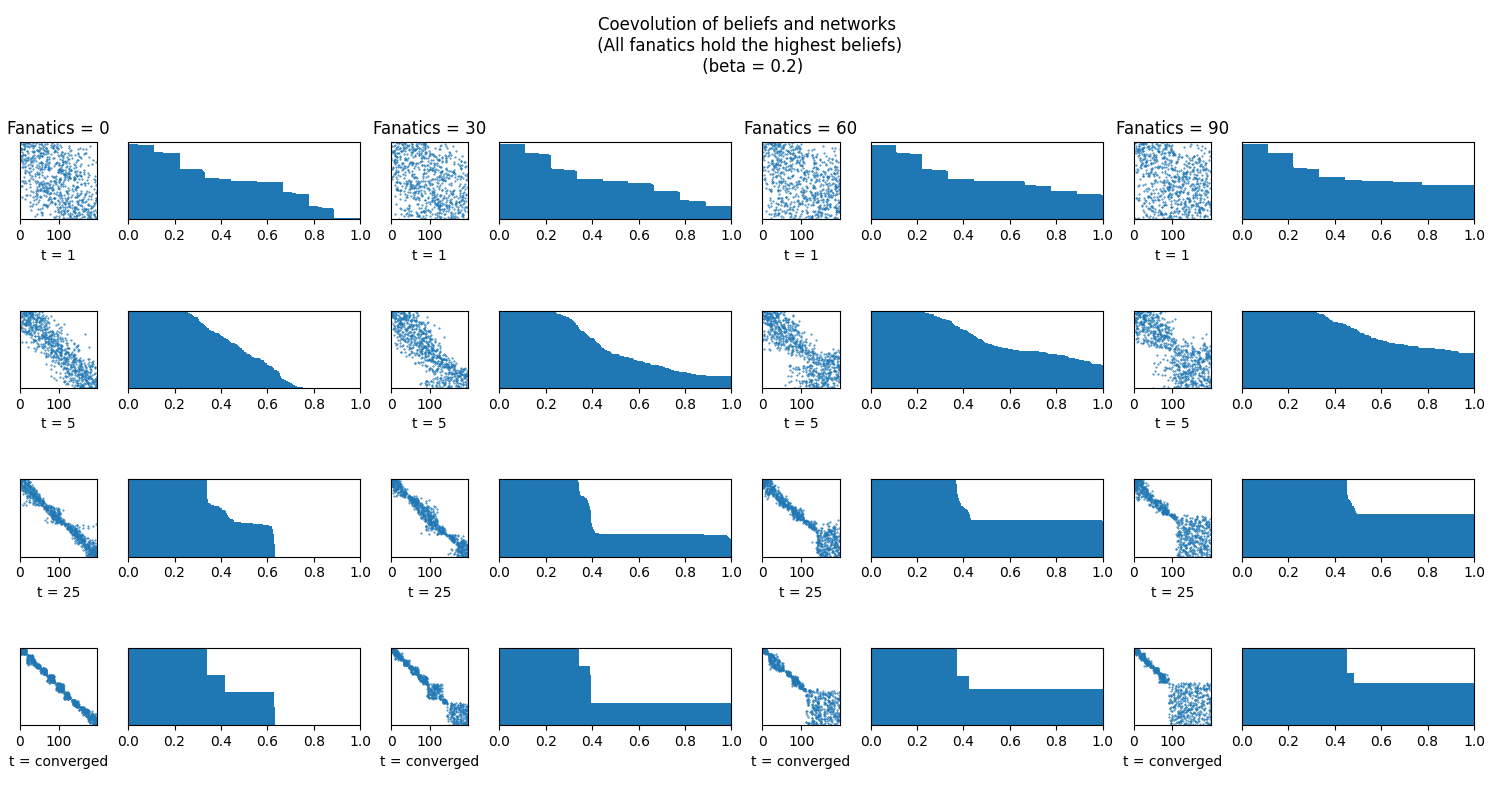 Coevolution of beliefs and networks
(All fanatics hold the highest beliefs)
(beta = 0.2)
Fanatics = 0 Fanatics = 30 Fanatics = 60 Fanatics = 90
0 100 0.0 0.2 0.4 0.6 0.8 1.0 0 100 0.0 0.2 0.4 0.6 0.8 1.0 0 100 0.0 0.2 0.4 0.6 0.8 1.0 0 100 0.0 0.2 0.4 0.6 0.8 1.0
t = 1 t = 1 t = 1 t = 1
0 100 0.0 0.2 0.4 0.6 0.8 1.0 0 100 0.0 0.2 0.4 0.6 0.8 1.0 0 100 0.0 0.2 0.4 0.6 0.8 1.0 0 100 0.0 0.2 0.4 0.6 0.8 1.0
t = 5 t = 5 t = 5 t = 5
0 100 0.0 0.2 0.4 0.6 0.8 1.0 0 100 0.0 0.2 0.4 0.6 0.8 1.0 0 100 0.0 0.2 0.4 0.6 0.8 1.0 0 100 0.0 0.2 0.4 0.6 0.8 1.0
t = 25 t = 25 t = 25 t = 25
0 100 0.0 0.2 0.4 0.6 0.8 1.0 0 100 0.0 0.2 0.4 0.6 0.8 1.0 0 100 0.0 0.2 0.4 0.6 0.8 1.0 0 100 0.0 0.2 0.4 0.6 0.8 1.0
t = converged t = converged t = converged t = converged